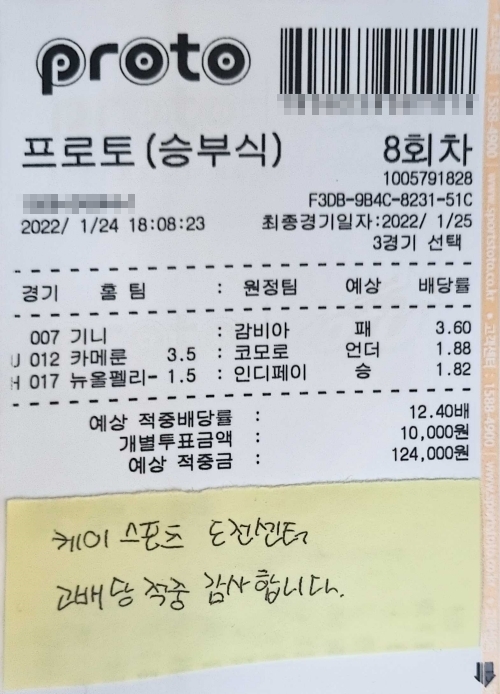 proto
프로토(승부식) 8회차
1005791828
F3DB-9B4C-8231-51C
2022/ 1/24 18:08:23 최종경기일자:2022/ 1/25
3경기 선택
경기 홈 팀 : 원정팀 예상 배당률
007 기니 : 감비아 패 3.60
U 012 카메룬 3.5 : 코모로 언더 1.88
H 017 뉴올펠리- 1.5 : 인디페이 승 1.82
예상 적중배당률 : 12.40배
개별투표금액 : 10,000원
예상 적중금 : 124,000원
케이 스포츠
고배당 적중 감사합니다.